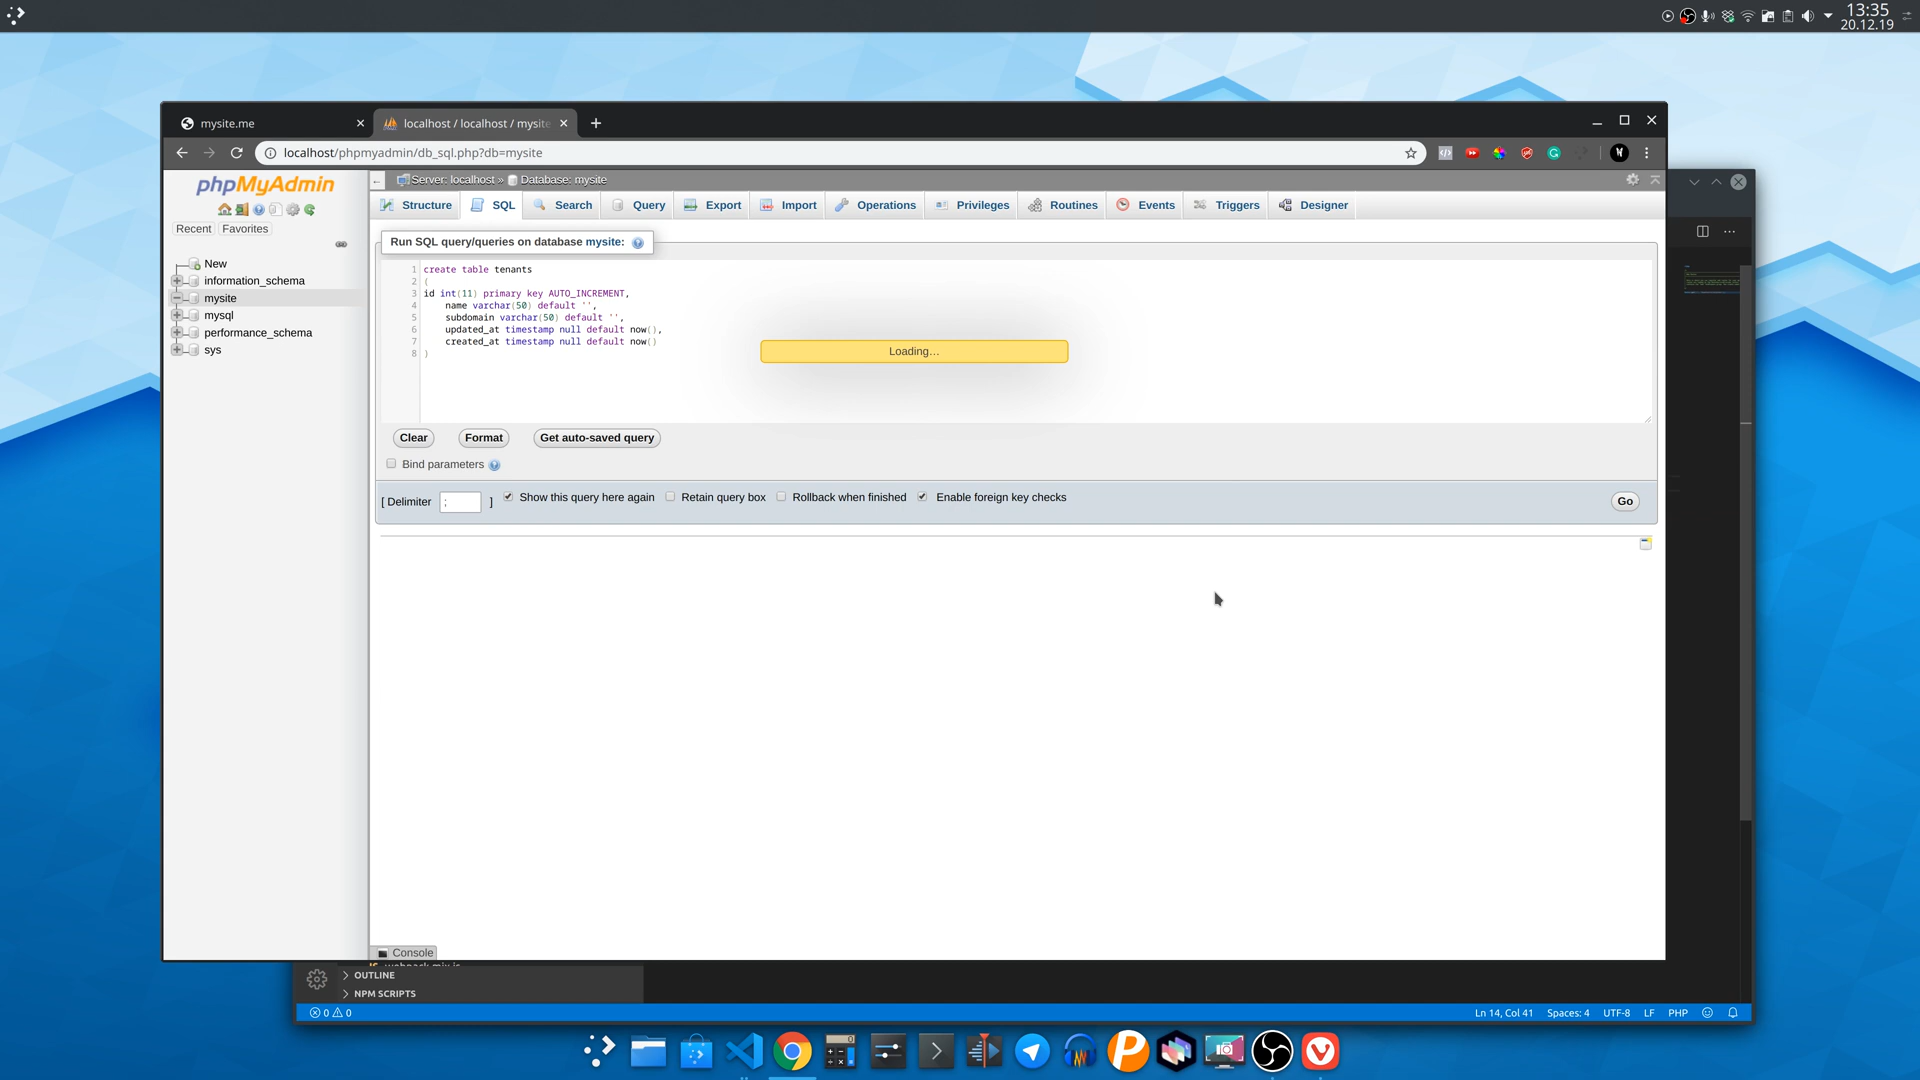 13:35
20.12.19
mysite.me
localhost / localhost / mysite
localhost/phpmyadmin/db_sql.php?db=mysite
phpMyAdmin
Recent
Favorites
New
information_schema
mysite
mysql
performance_schema
sys
Server: localhost » Database: mysite
Structure
SQL
Search
Query
Export
Import
Operations
Privileges
Routines
Events
Triggers
Designer
Run SQL query/queries on database mysite:
1 create table tenants
2 (
3 id int(11) primary key AUTO_INCREMENT,
4 name varchar(50) default '',
5 subdomain varchar(50) default '',
6 updated_at timestamp null default now(),
7 created_at timestamp null default now()
8 )
Loading…
Clear
Format
Get auto-saved query
Bind parameters
[ Delimiter ; ]
Show this query here again
Retain query box
Rollback when finished
Enable foreign key checks
Go
Console
OUTLINE
NPM SCRIPTS
0 0
Ln 14, Col 41
Spaces: 4
UTF-8
LF
PHP